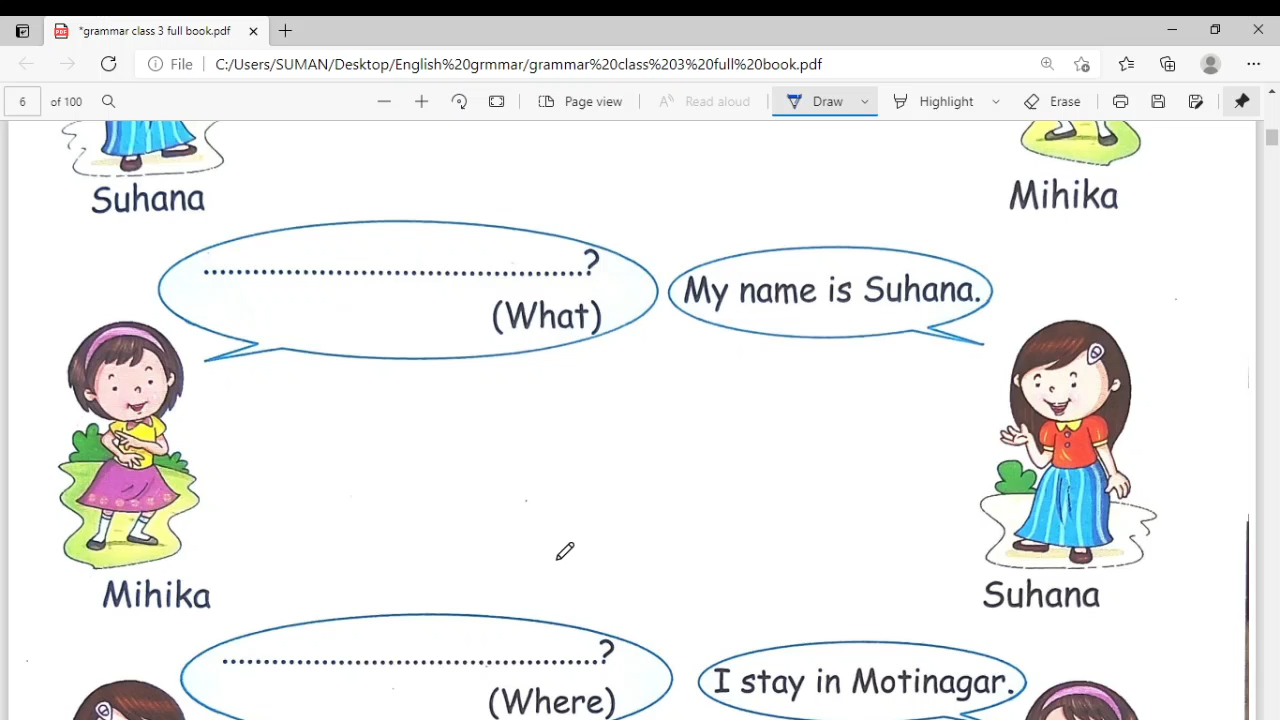 *grammar class 3 full book.pdf
File C:/Users/SUMAN/Desktop/English%20grmmar/grammar%20class%203%20full%20book.pdf
6 of 100 Page view Read aloud Draw Highlight Erase
Suhana Mihika
........................................?
(What)
My name is Suhana.
Mihika Suhana
........................................?
(Where)
I stay in Motinagar.